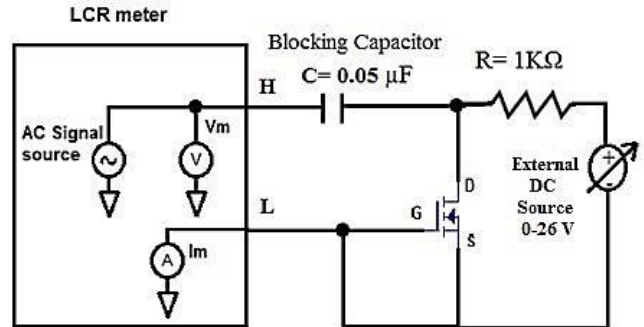 LCR meter
Blocking Capacitor
C= 0.05 µF
R= 1KΩ
H
AC Signal
source
Vm
V
L
Im
A
G
D
S
+
-
External
DC
Source
0-26 V